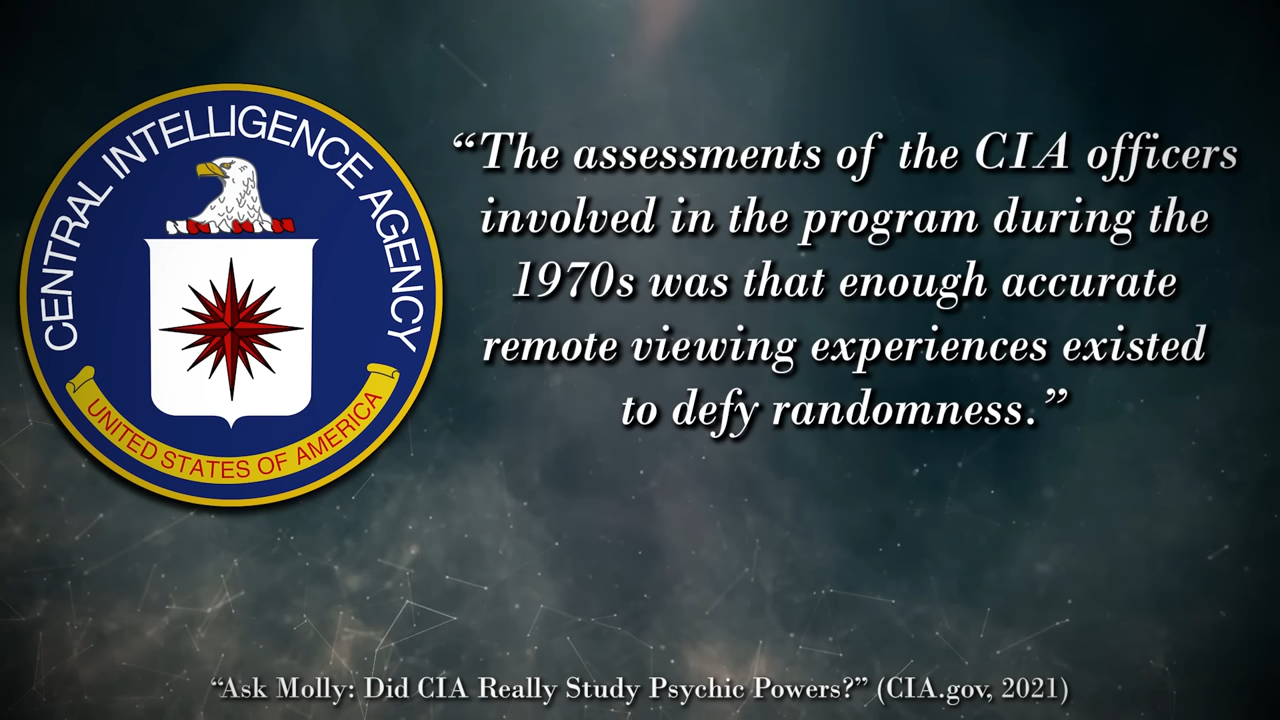 CENTRAL INTELLIGENCE AGENCY
UNITED STATES OF AMERICA
“The assessments of the CIA officers
involved in the program during the
1970s was that enough accurate
remote viewing experiences existed
to defy randomness.”
“Ask Molly: Did CIA Really Study Psychic Powers?” (CIA.gov, 2021)